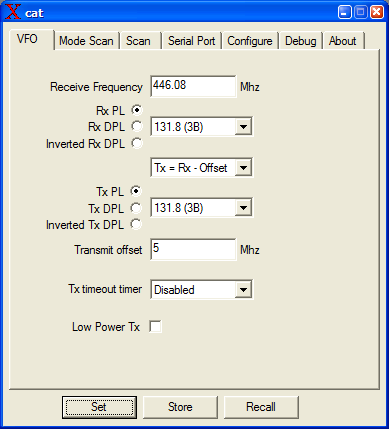 cat
VFO Mode Scan Scan Serial Port Configure Debug About
Receive Frequency 446.08 Mhz
Rx PL
Rx DPL 131.8 (3B)
Inverted Rx DPL
Tx = Rx - Offset
Tx PL
Tx DPL 131.8 (3B)
Inverted Tx DPL
Transmit offset 5 Mhz
Tx timeout timer Disabled
Low Power Tx
Set Store Recall